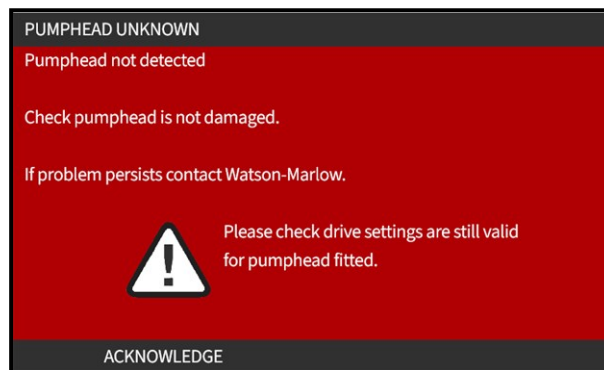 PUMPHEAD UNKNOWN
Pumphead not detected
Check pumphead is not damaged.
If problem persists contact Watson-Marlow.
!
Please check drive settings are still valid
for pumphead fitted.
ACKNOWLEDGE